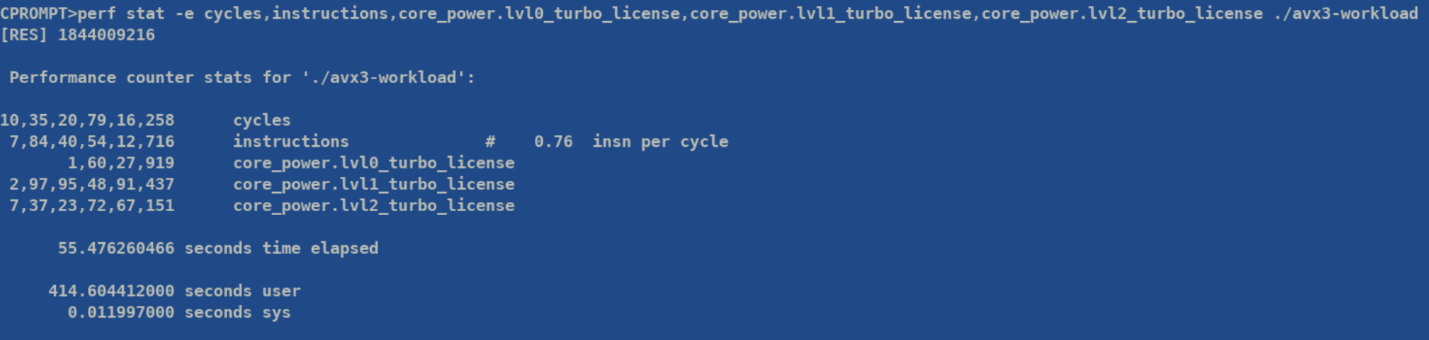 CPROMPT>perf stat -e cycles,instructions,core_power.lvl0_turbo_license,core_power.lvl1_turbo_license,core_power.lvl2_turbo_license ./avx3-workload
[RES] 1844009216
Performance counter stats for './avx3-workload':
10,35,20,79,16,258 cycles
7,84,40,54,12,716 instructions # 0.76 insn per cycle
1,60,27,919 core_power.lvl0_turbo_license
2,97,95,48,91,437 core_power.lvl1_turbo_license
7,37,23,72,67,151 core_power.lvl2_turbo_license
55.476260466 seconds time elapsed
414.604412000 seconds user
0.011997000 seconds sys